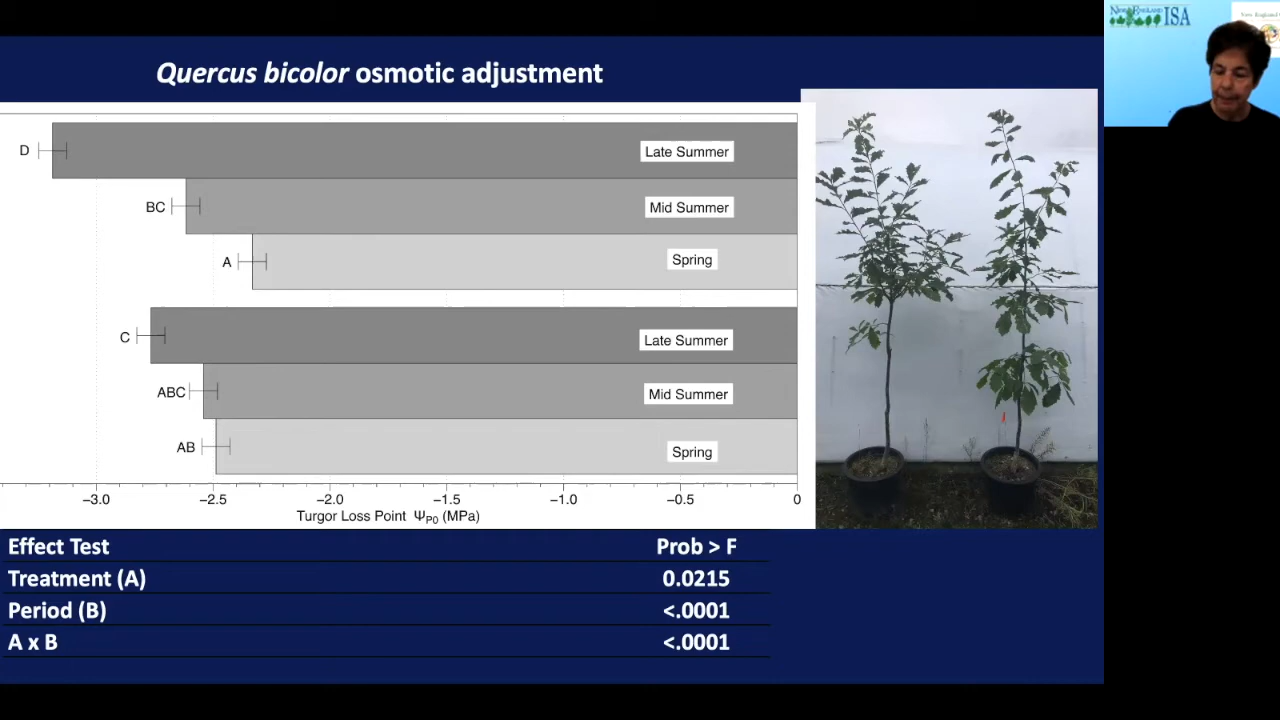 Quercus bicolor osmotic adjustment
NEW ENGLAND ISA
D
Late Summer
BC
Mid Summer
A
Spring
C
Late Summer
ABC
Mid Summer
AB
Spring
−3.0 −2.5 −2.0 −1.5 −1.0 −0.5 0
Turgor Loss Point ΨP0 (MPa)
Effect Test Prob > F
Treatment (A) 0.0215
Period (B) <.0001
A x B <.0001